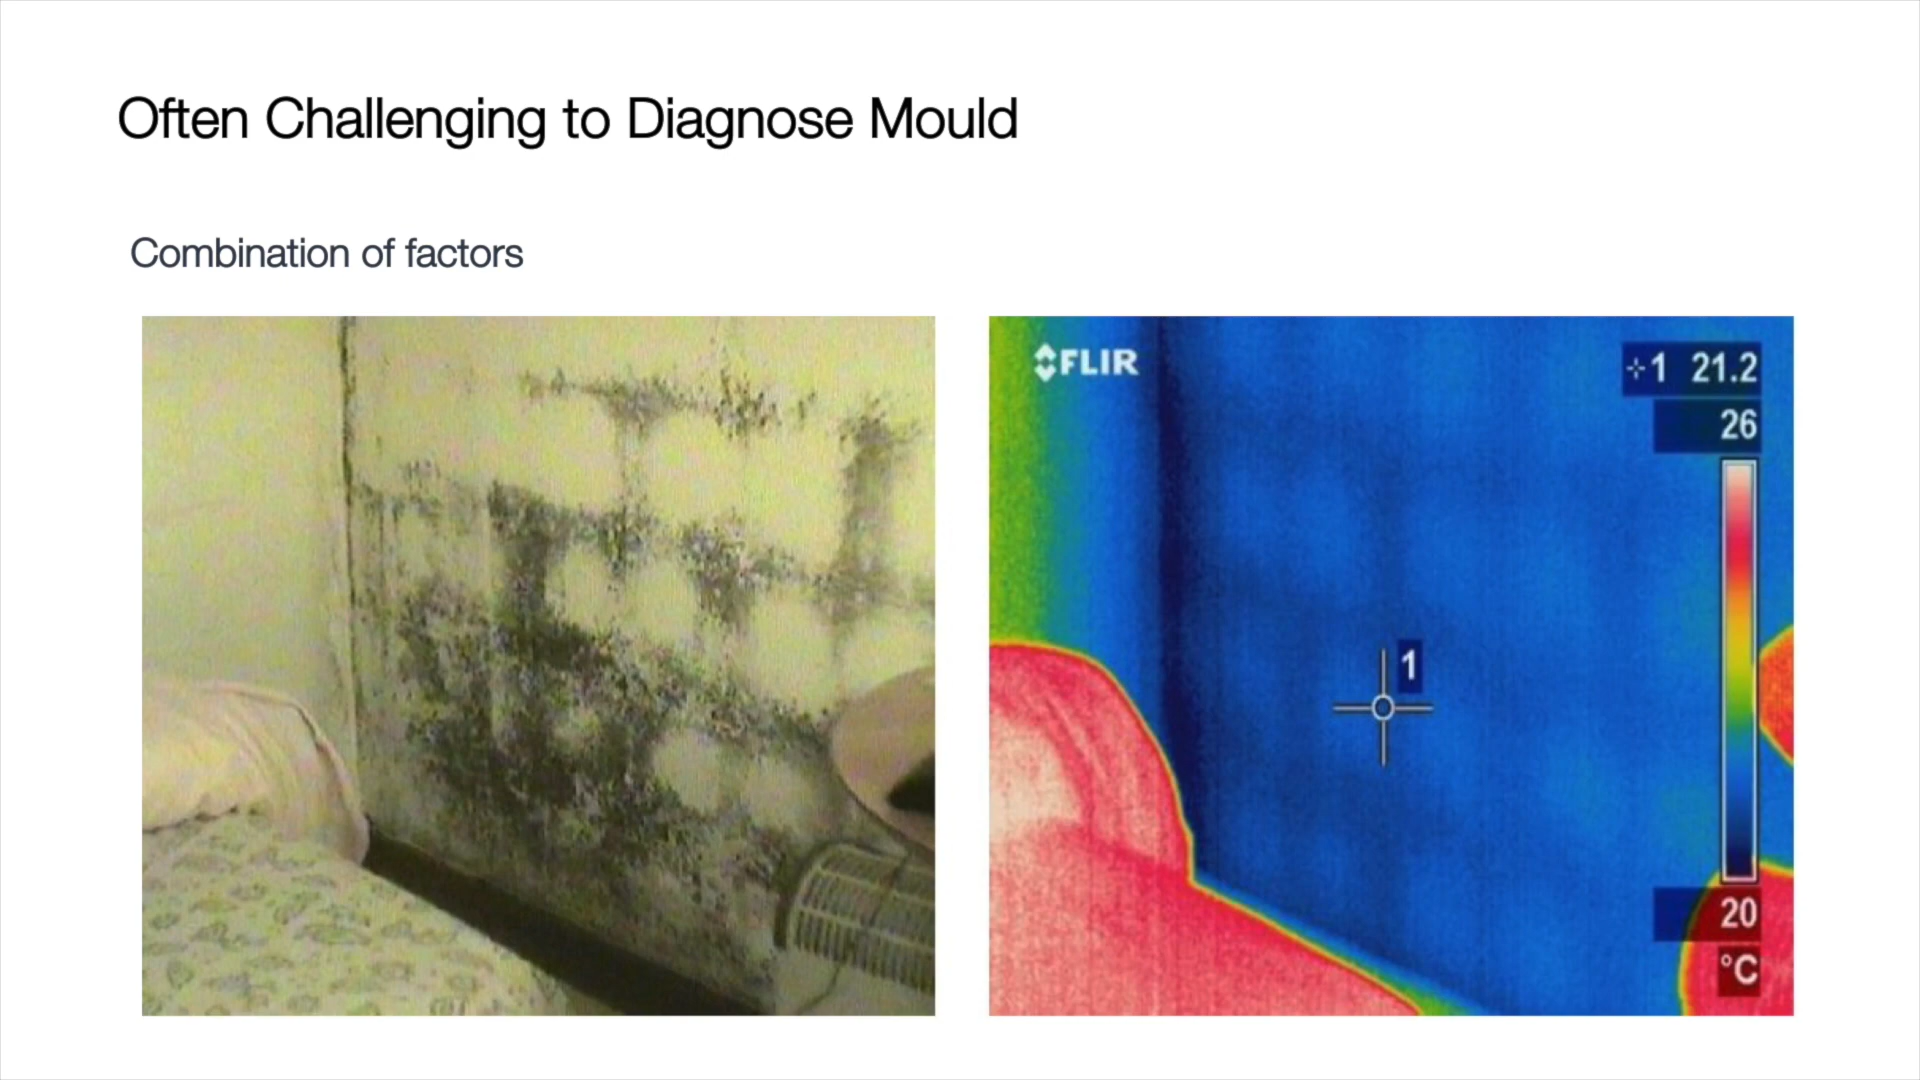 Often Challenging to Diagnose Mould
Combination of factors
FLIR
1 21.2
26
1
20
°C